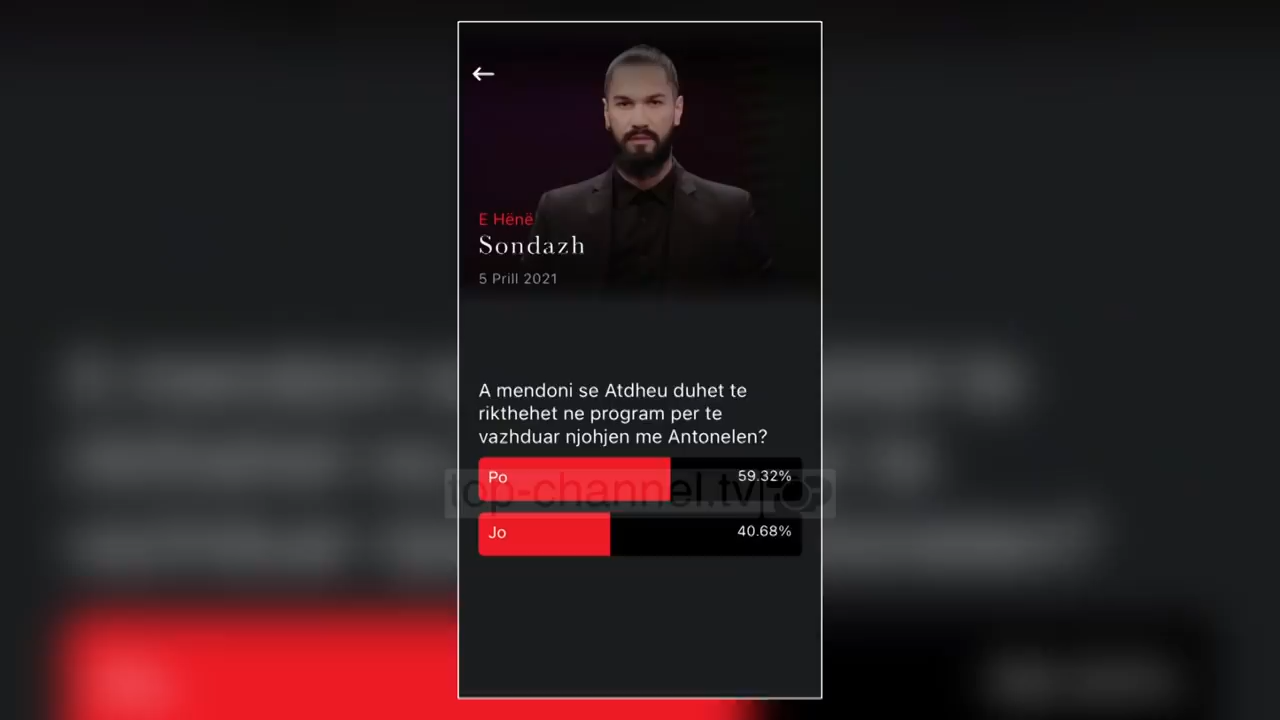 E Hënë
Sondazh
5 Prill 2021
A mendoni se Atdheu duhet te
rikthehet ne program per te
vazhduar njohjen me Antonelen?
Po 59.32%
top-channel.tv
Jo 40.68%